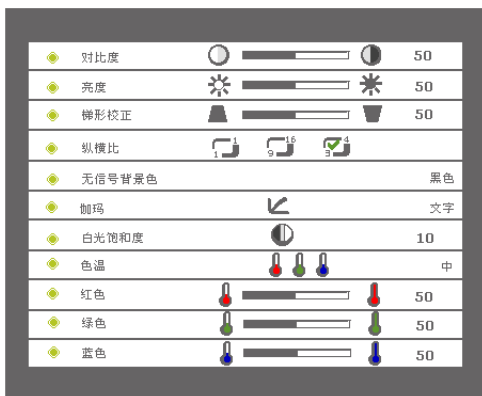 对比度 50
亮度 50
梯形校正 50
纵横比 1 1 9 16 3 4
无信号背景色 黑色
伽玛 文字
白光饱和度 10
色温 中
红色 50
绿色 50
蓝色 50